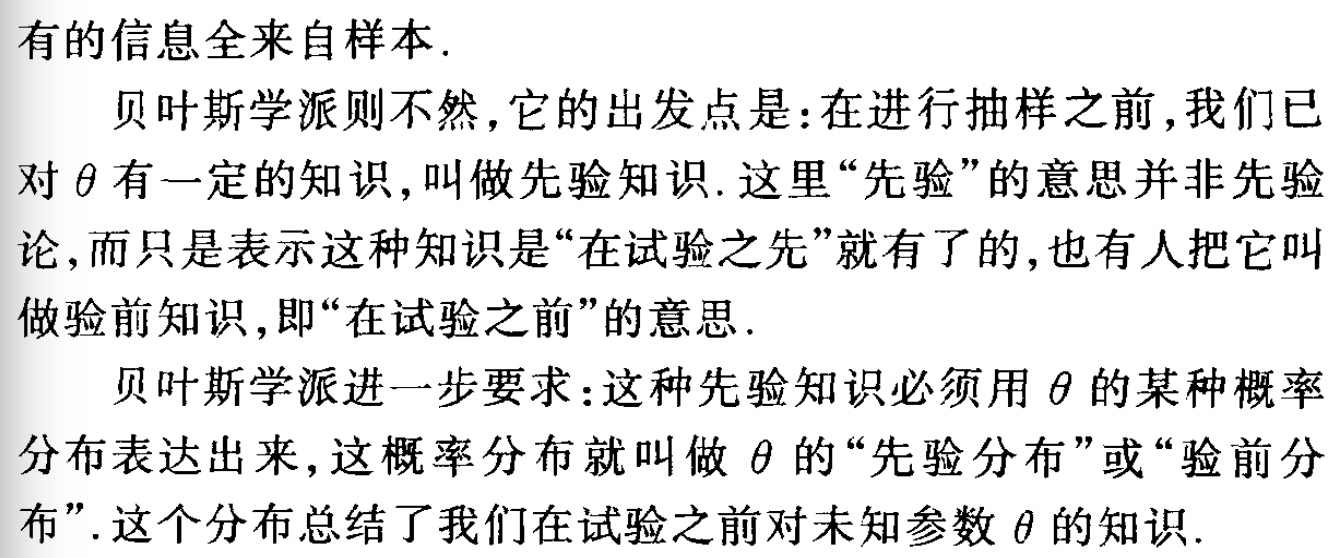 有的信息全来自样本.
贝叶斯学派则不然,它的出发点是:在进行抽样之前,我们已
对 θ 有一定的知识,叫做先验知识.这里“先验”的意思并非先验
论,而只是表示这种知识是“在试验之先”就有了的,也有人把它叫
做验前知识,即“在试验之前”的意思.
贝叶斯学派进一步要求:这种先验知识必须用 θ 的某种概率
分布表达出来,这概率分布就叫做 θ 的“先验分布”或“验前分
布”.这个分布总结了我们在试验之前对未知参数 θ 的知识.